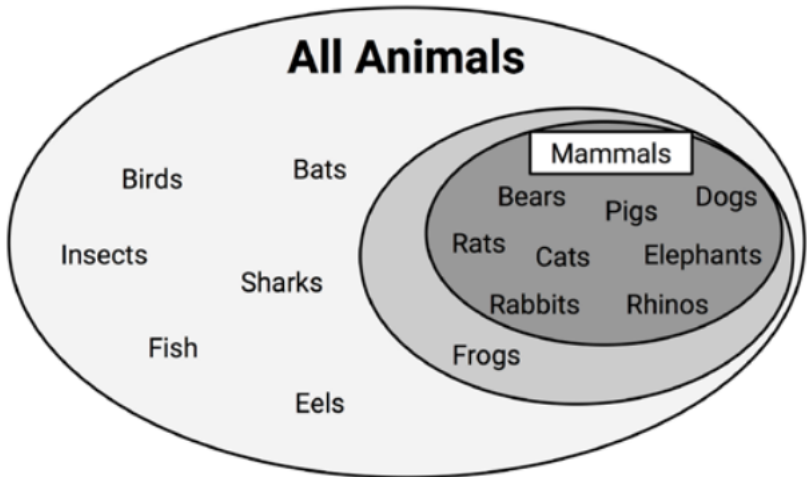 All Animals
Mammals
Birds
Bats
Bears
Pigs
Dogs
Insects
Rats
Cats
Elephants
Sharks
Rabbits
Rhinos
Fish
Frogs
Eels